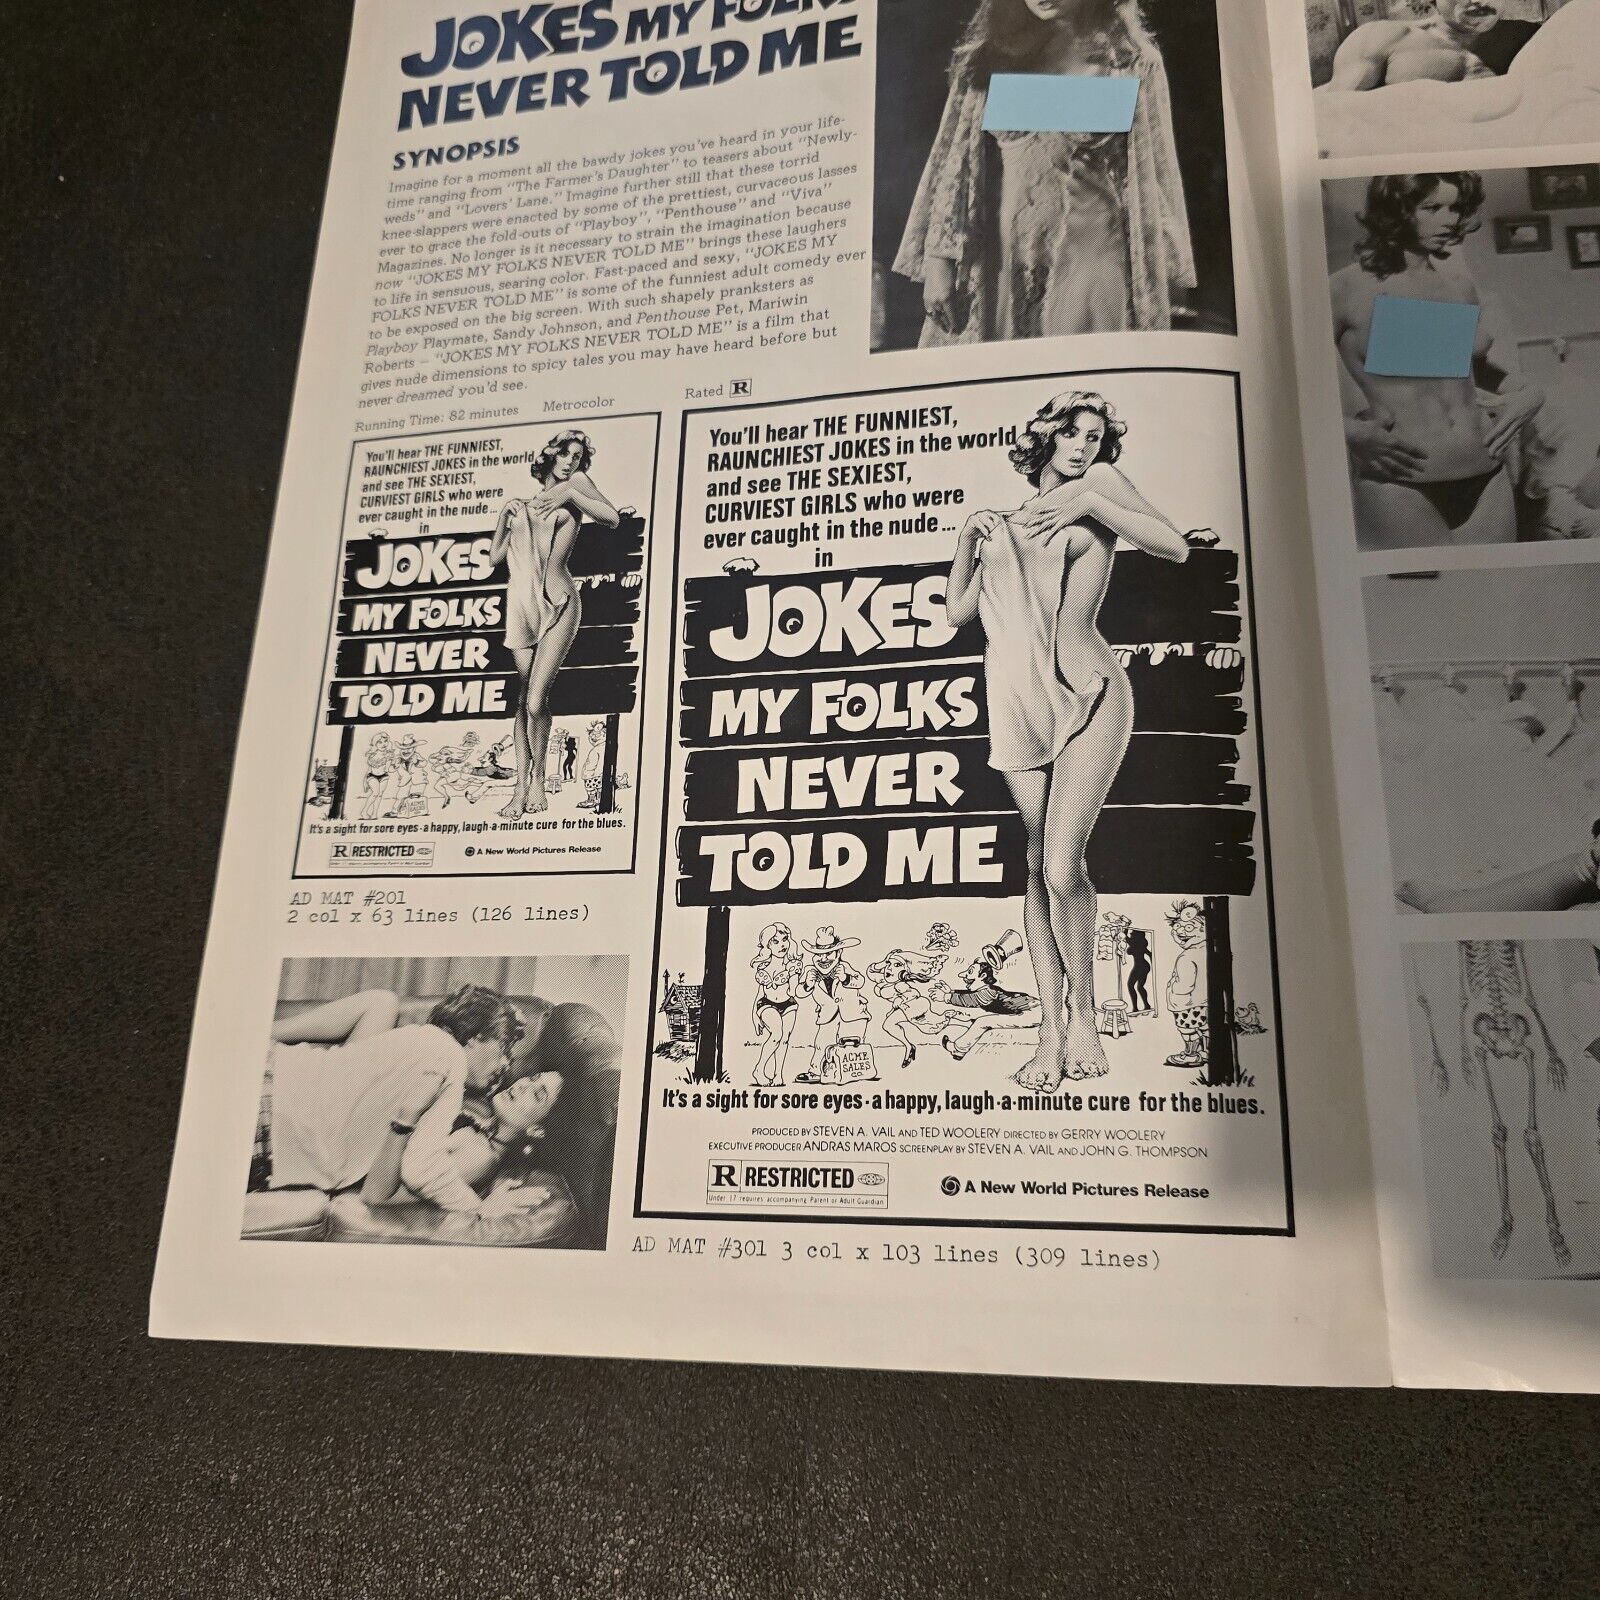 JOKES MY FOLKS
NEVER TOLD ME
SYNOPSIS
Imagine for a moment all the bawdy jokes you've heard in your life-
time ranging from "The Farmer's Daughter" to teasers about "Newly-
weds" and "Lovers' Lane." Imagine further still that these torrid
knee-slappers were enacted by some of the prettiest, curvaceous lasses
ever to grace the fold-outs of "Playboy", "Penthouse" and "Viva"
Magazines. No longer is it necessary to strain the imagination because
now "JOKES MY FOLKS NEVER TOLD ME" brings these laughers
to life in sensuous, searing color. Fast-paced and sexy, "JOKES MY
FOLKS NEVER TOLD ME" is some of the funniest adult comedy ever
to be exposed on the big screen. With such shapely pranksters as
Playboy Playmate, Sandy Johnson, and Penthouse Pet, Mariwin
Roberts — "JOKES MY FOLKS NEVER TOLD ME" is a film that
gives nude dimensions to spicy tales you may have heard before but
never dreamed you'd see.
Running Time: 82 minutes Metrocolor Rated R
You'll hear THE FUNNIEST,
RAUNCHIEST JOKES in the world
and see THE SEXIEST,
CURVIEST GIRLS who were
ever caught in the nude...
in
JOKES
MY FOLKS
NEVER
TOLD ME
It's a sight for sore eyes-a happy, laugh-a-minute cure for the blues.
R RESTRICTED
A New World Pictures Release
AD MAT #201
2 col x 63 lines (126 lines)
You'll hear THE FUNNIEST,
RAUNCHIEST JOKES in the world
and see THE SEXIEST,
CURVIEST GIRLS who were
ever caught in the nude...
in
JOKES
MY FOLKS
NEVER
TOLD ME
ACME
SALES
CO.
It's a sight for sore eyes-a happy, laugh-a-minute cure for the blues.
PRODUCED BY STEVEN A. VAIL AND TED WOOLERY DIRECTED BY GERRY WOOLERY
EXECUTIVE PRODUCER ANDRAS MAROS SCREENPLAY BY STEVEN A. VAIL AND JOHN G. THOMPSON
R RESTRICTED
Under 17 requires accompanying Parent or Adult Guardian
A New World Pictures Release
AD MAT #301 3 col x 103 lines (309 lines)